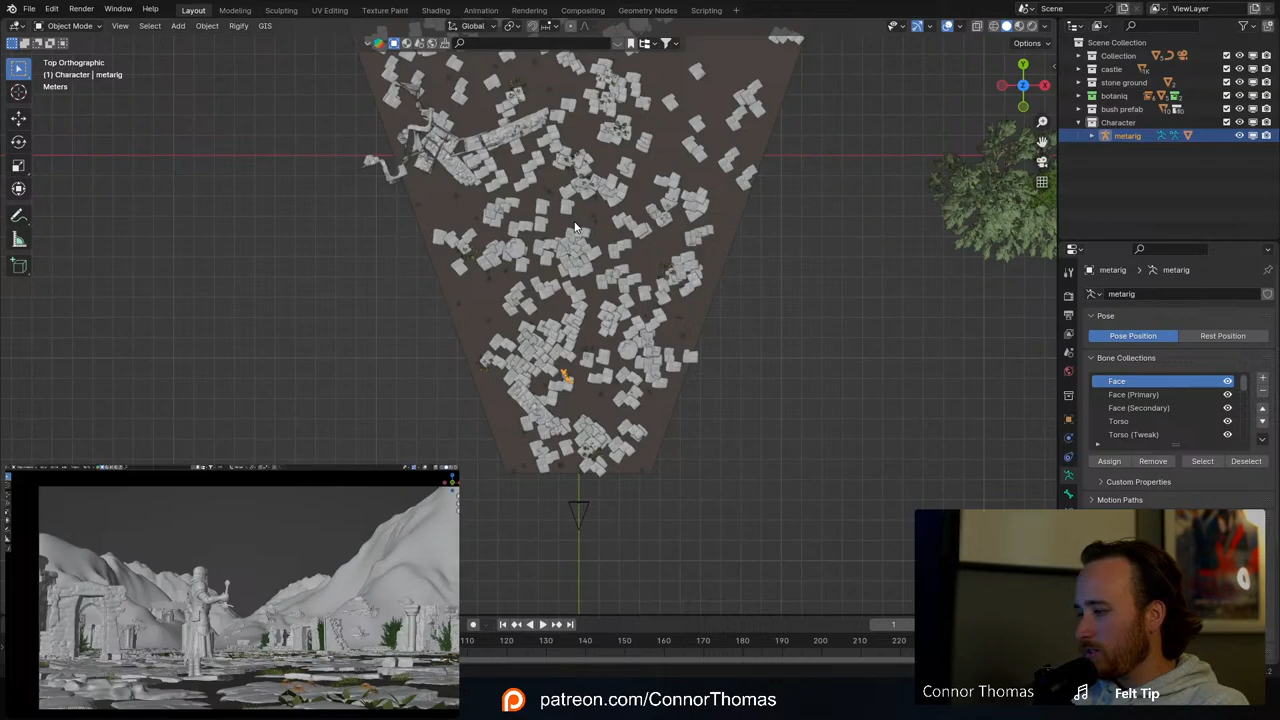 File Edit Render Window Help Layout Modeling Sculpting UV Editing Texture Paint Shading Animation Rendering Compositing Geometry Nodes Scripting Scene ViewLayer
Object Mode View Select Add Object Rigify GIS Global
Options
Top Orthographic
(1) Character | metarig
Meters
Y
X
Scene Collection
Collection
castle
stone ground
botaniq
bush prefab
Character
metarig
metarig metarig
metarig
Pose
Pose Position Rest Position
Bone Collections
Face
Face (Primary)
Face (Secondary)
Torso
Torso (Tweak)
Assign Remove Select Deselect
Custom Properties
Motion Paths
1
110 120 130 140 150 160 170 180 190 200 210 220
patreon.com/ConnorThomas
Connor Thomas Felt Tip